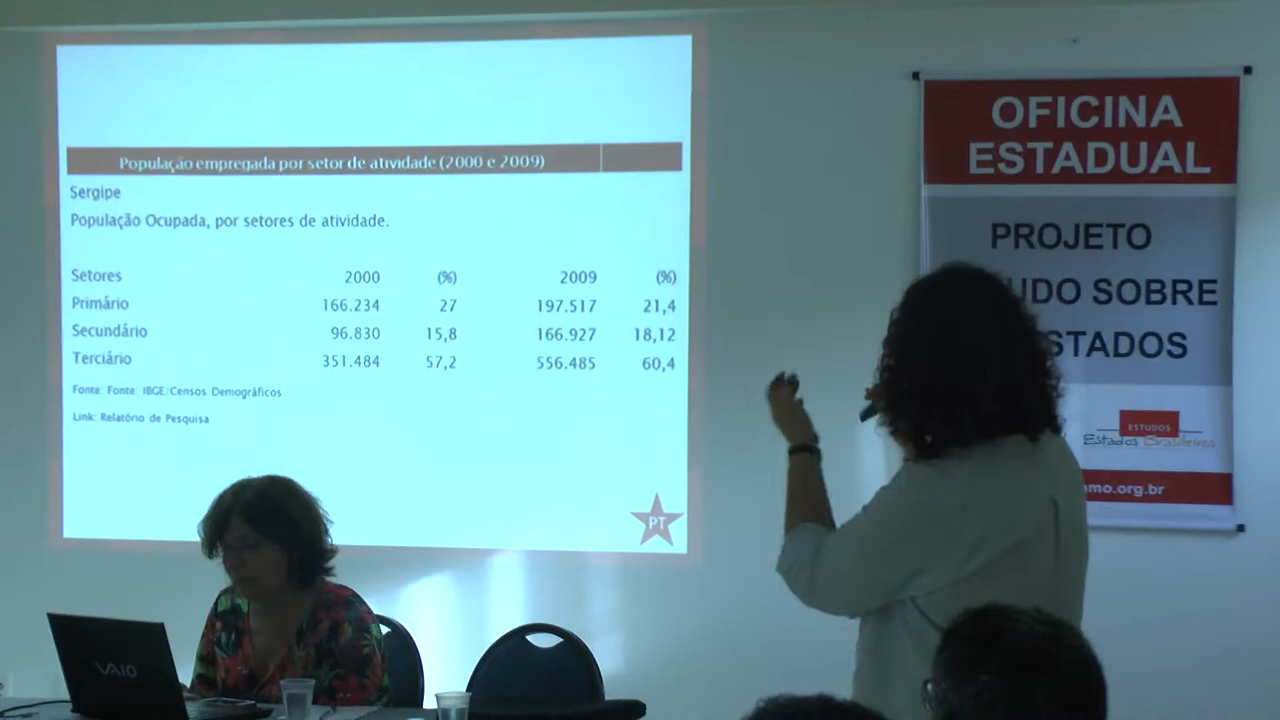 População empregada por setor de atividade (2000 e 2009)
Sergipe
População Ocupada, por setores de atividade.
Setores 2000 (%) 2009 (%)
Primário 166.234 27 197.517 21,4
Secundário 96.830 15,8 166.927 18,12
Terciário 351.484 57,2 556.485 60,4
Fonte: Fonte: IBGE/Censos Demográficos
Link: Relatório de Pesquisa
PT
OFICINA
ESTADUAL
PROJETO
UDO SOBRE
STADOS
ESTUDOS
Estados Brasileiros
mo.org.br
VAIO